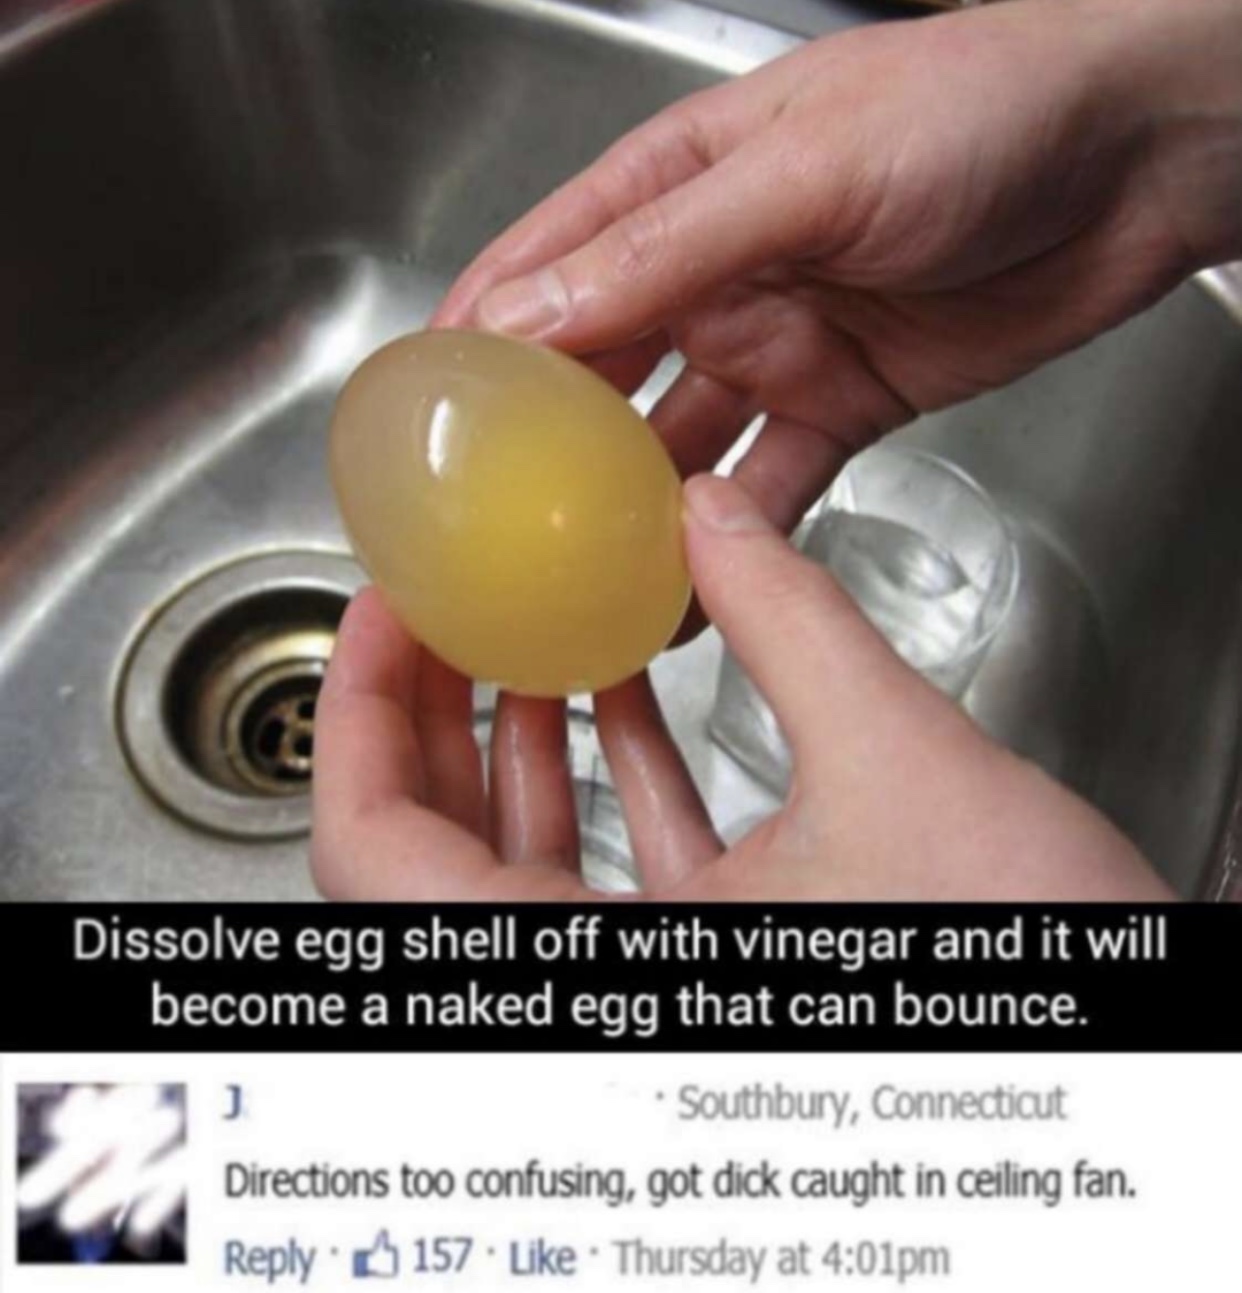 Dissolve egg shell off with vinegar and it will
become a naked egg that can bounce.
J · Southbury, Connecticut
Directions too confusing, got dick caught in ceiling fan.
Reply · 157 · Like · Thursday at 4:01pm